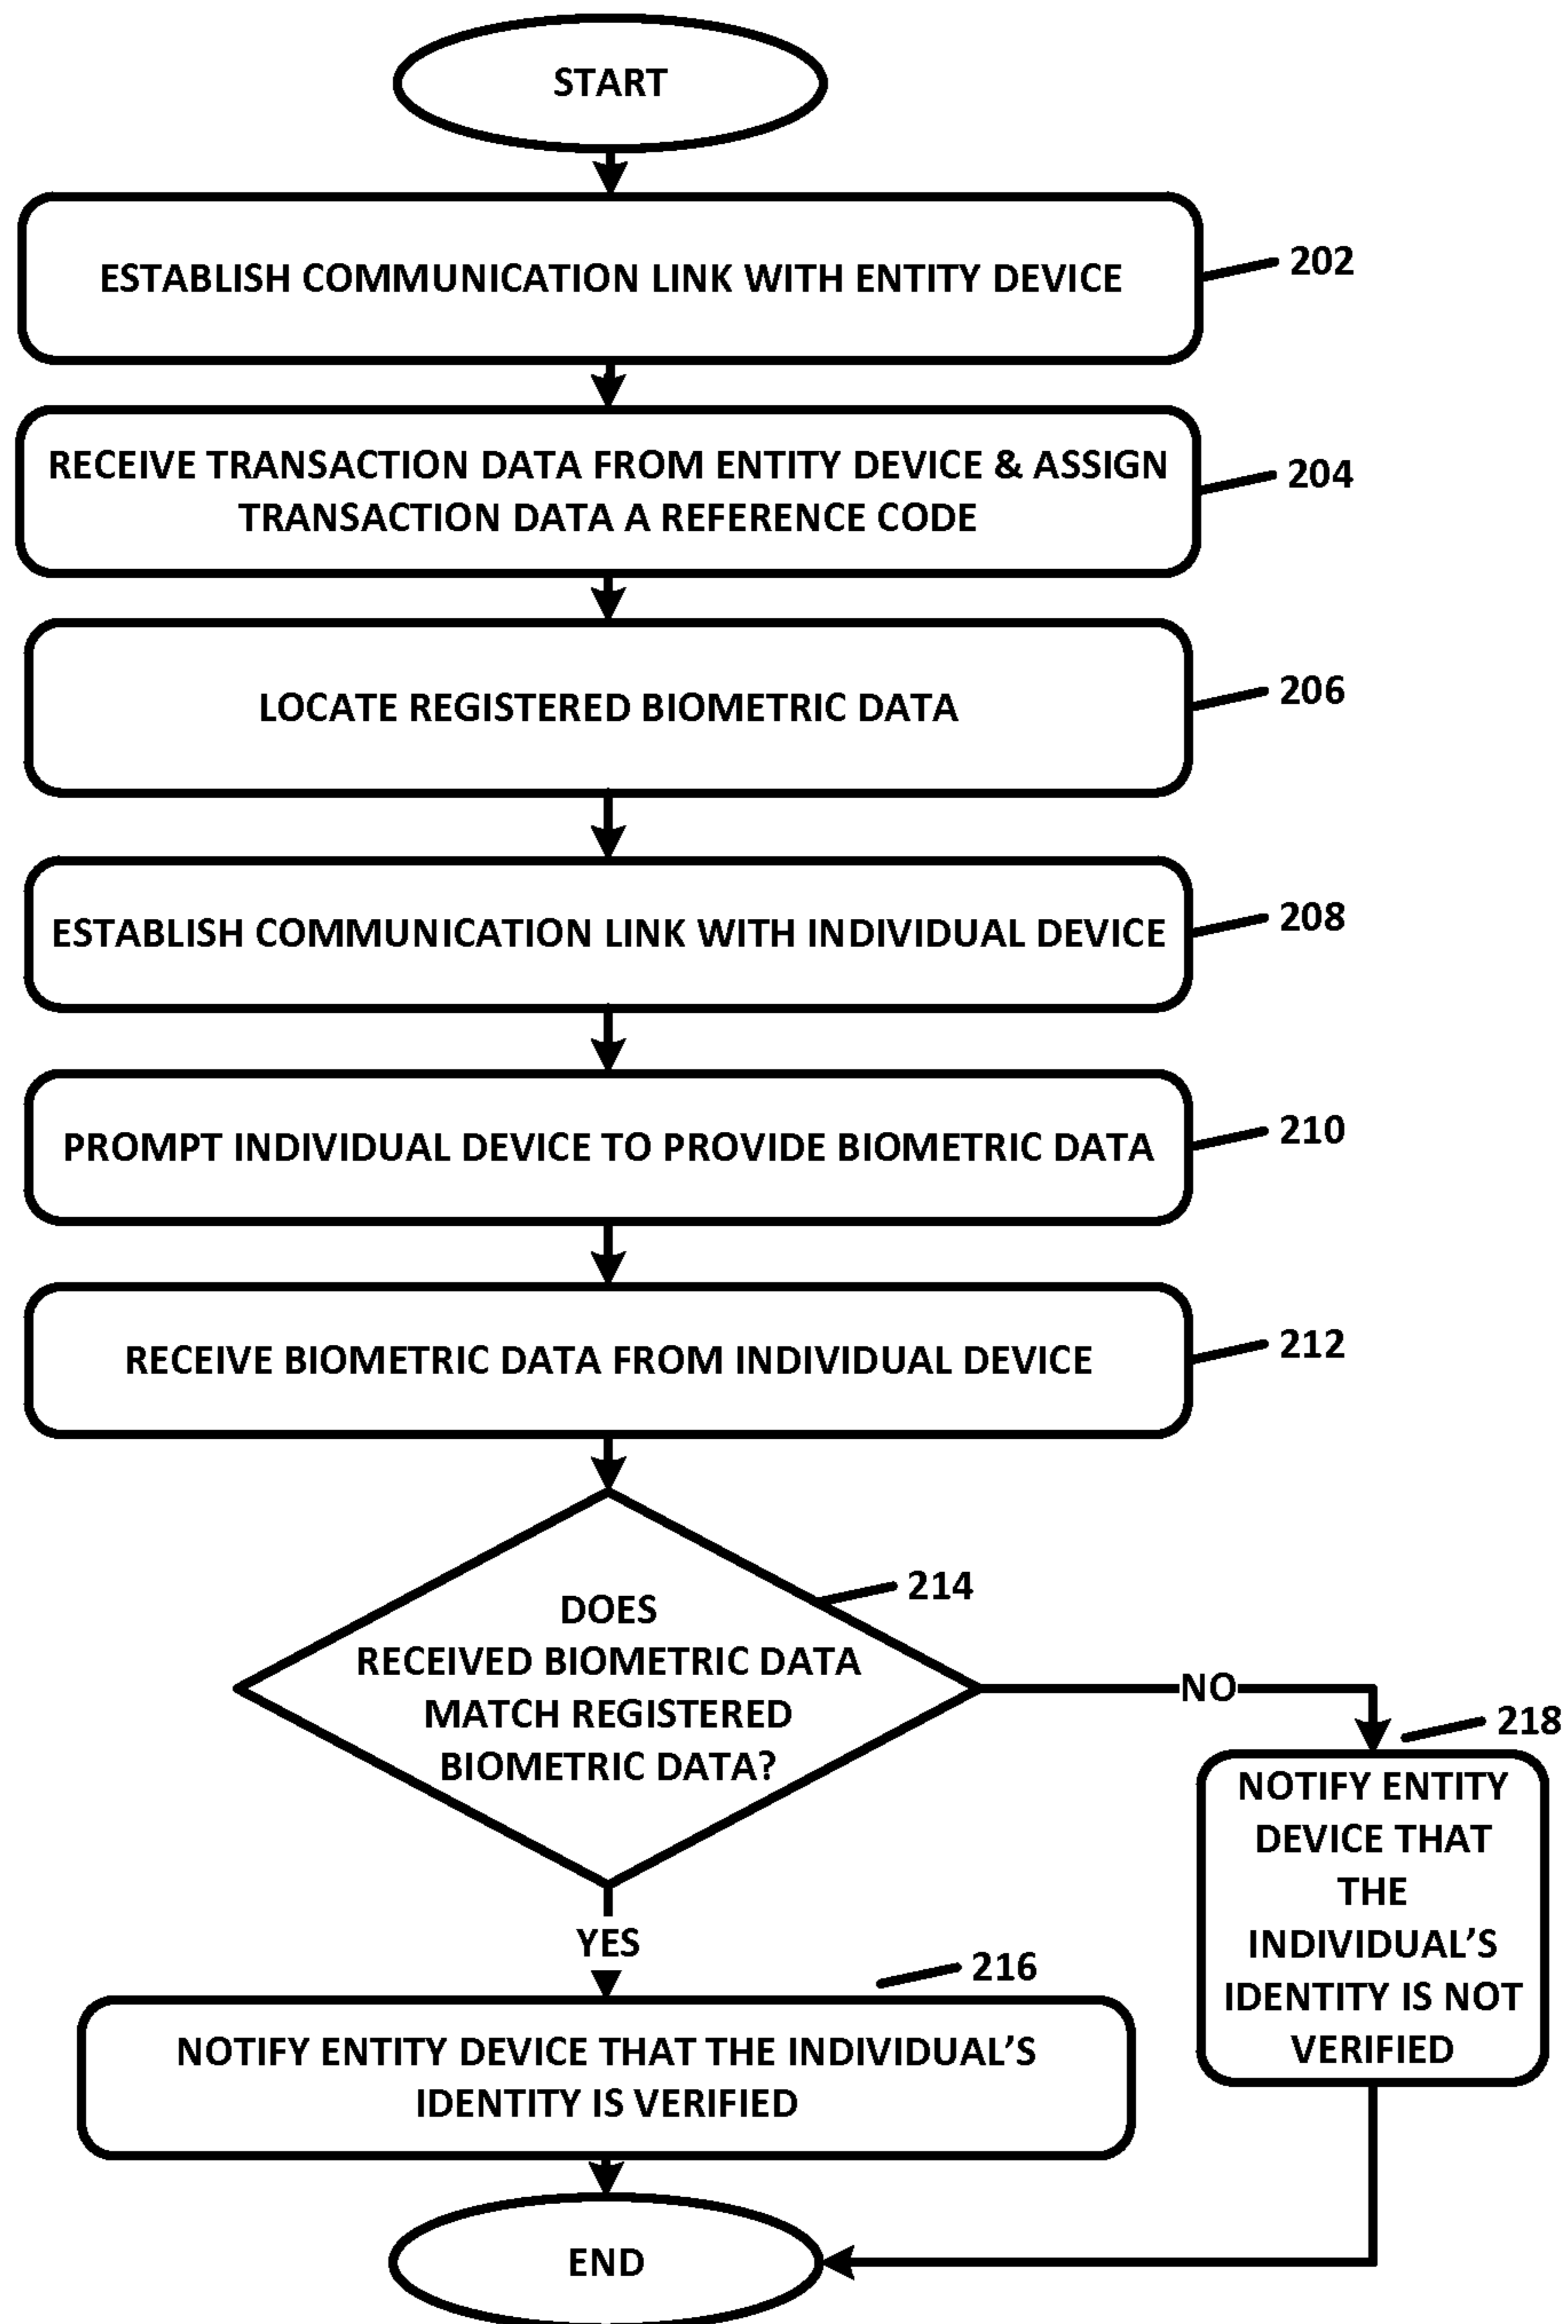 START
ESTABLISH COMMUNICATION LINK WITH ENTITY DEVICE
202
RECEIVE TRANSACTION DATA FROM ENTITY DEVICE & ASSIGN
TRANSACTION DATA A REFERENCE CODE
204
LOCATE REGISTERED BIOMETRIC DATA
206
ESTABLISH COMMUNICATION LINK WITH INDIVIDUAL DEVICE
208
PROMPT INDIVIDUAL DEVICE TO PROVIDE BIOMETRIC DATA
210
RECEIVE BIOMETRIC DATA FROM INDIVIDUAL DEVICE
212
DOES
RECEIVED BIOMETRIC DATA
MATCH REGISTERED
BIOMETRIC DATA?
214
NO
218
NOTIFY ENTITY
DEVICE THAT
THE
INDIVIDUAL’S
IDENTITY IS NOT
VERIFIED
YES
216
NOTIFY ENTITY DEVICE THAT THE INDIVIDUAL’S
IDENTITY IS VERIFIED
END